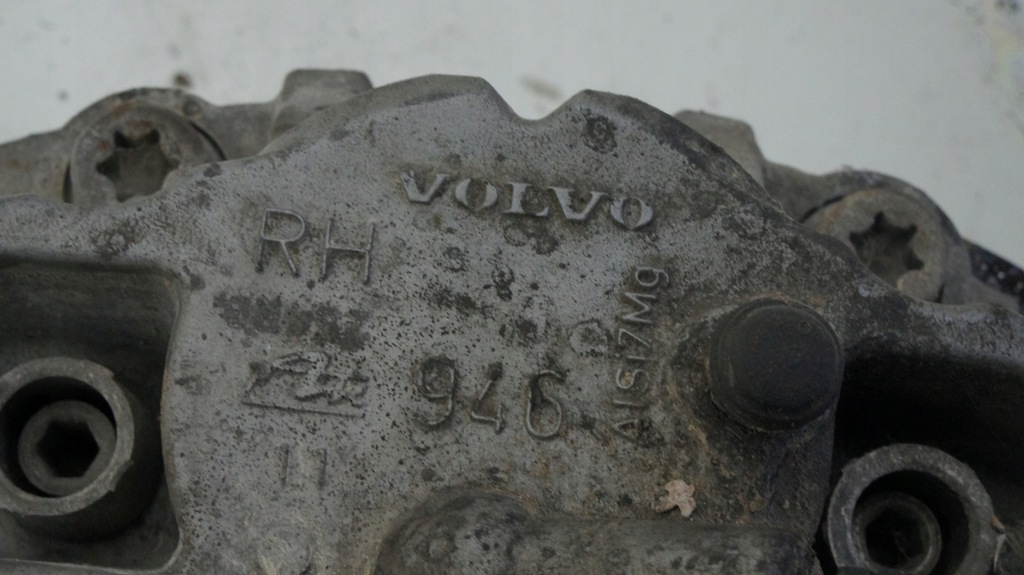 VOLVO
RH
AlSi7Mg
946
11